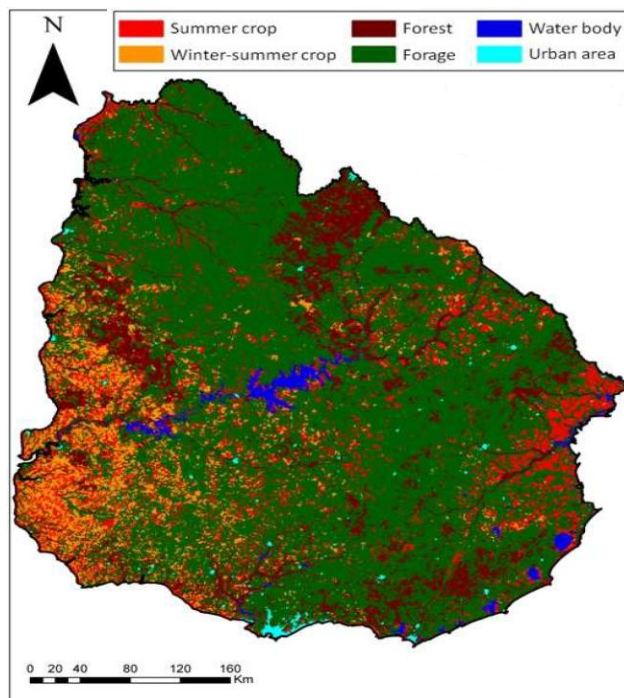 N
Summer crop
Forest
Water body
Winter-summer crop
Forage
Urban area
0 20 40 80 120 160
Km